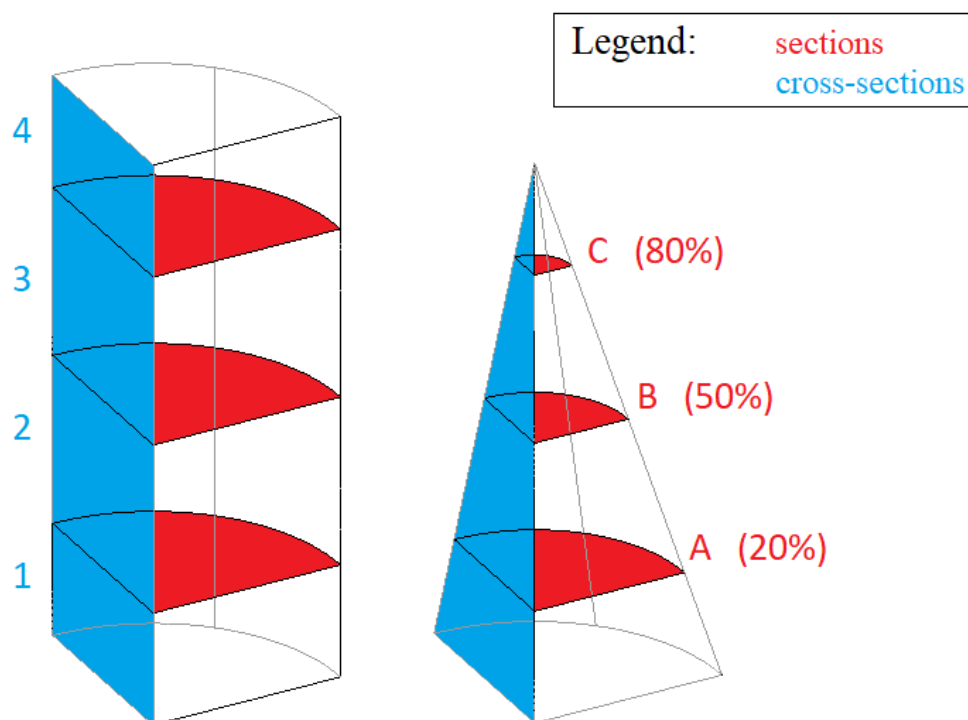 Legend: sections
cross-sections
4
3
2
1
C (80%)
B (50%)
A (20%)